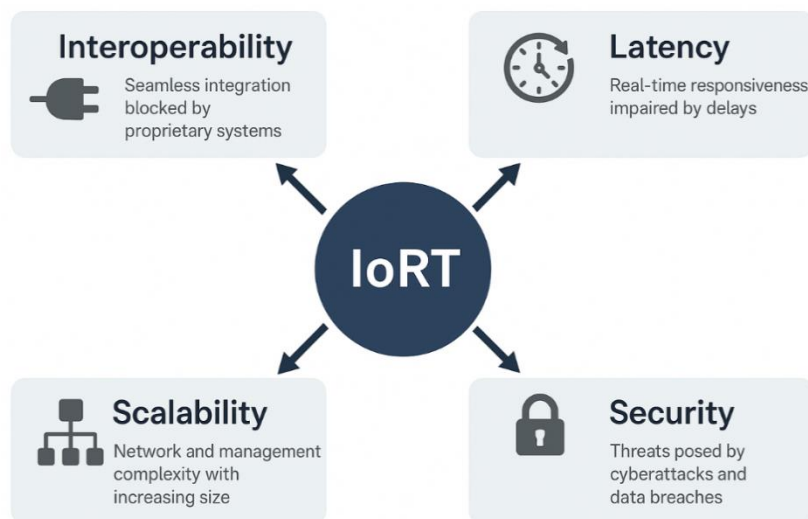 Interoperability
Seamless integration
blocked by
proprietary systems
Latency
Real-time responsiveness
impaired by delays
IoRT
Scalability
Network and management
complexity with
increasing size
Security
Threats posed by
cyberattacks and
data breaches